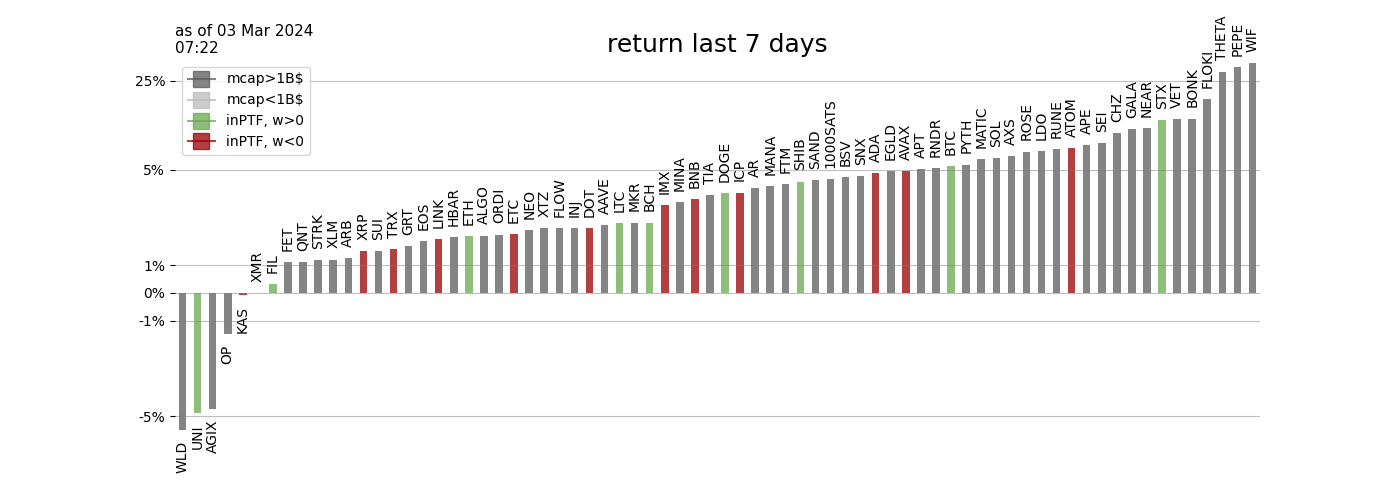 as of 03 Mar 2024
07:22
return last 7 days
mcap>1B$
mcap<1B$
inPTF, w>0
inPTF, w<0
25%
5%
1%
0%
-1%
-5%
WLD
UNI
AGIX
OP
KAS
XMR
FIL
FET
QNT
STRK
XLM
ARB
XRP
SUI
TRX
GRT
EOS
LINK
HBAR
ETH
ALGO
ORDI
ETC
NEO
XTZ
FLOW
INJ
DOT
AAVE
LTC
MKR
BCH
IMX
MINA
BNB
TIA
DOGE
ICP
AR
MANA
FTM
SHIB
SAND
1000SATS
BSV
SNX
ADA
EGLD
AVAX
APT
RNDR
BTC
PYTH
MATIC
SOL
AXS
ROSE
LDO
RUNE
ATOM
APE
SEI
CHZ
GALA
NEAR
STX
VET
BONK
FLOKI
THETA
PEPE
WIF